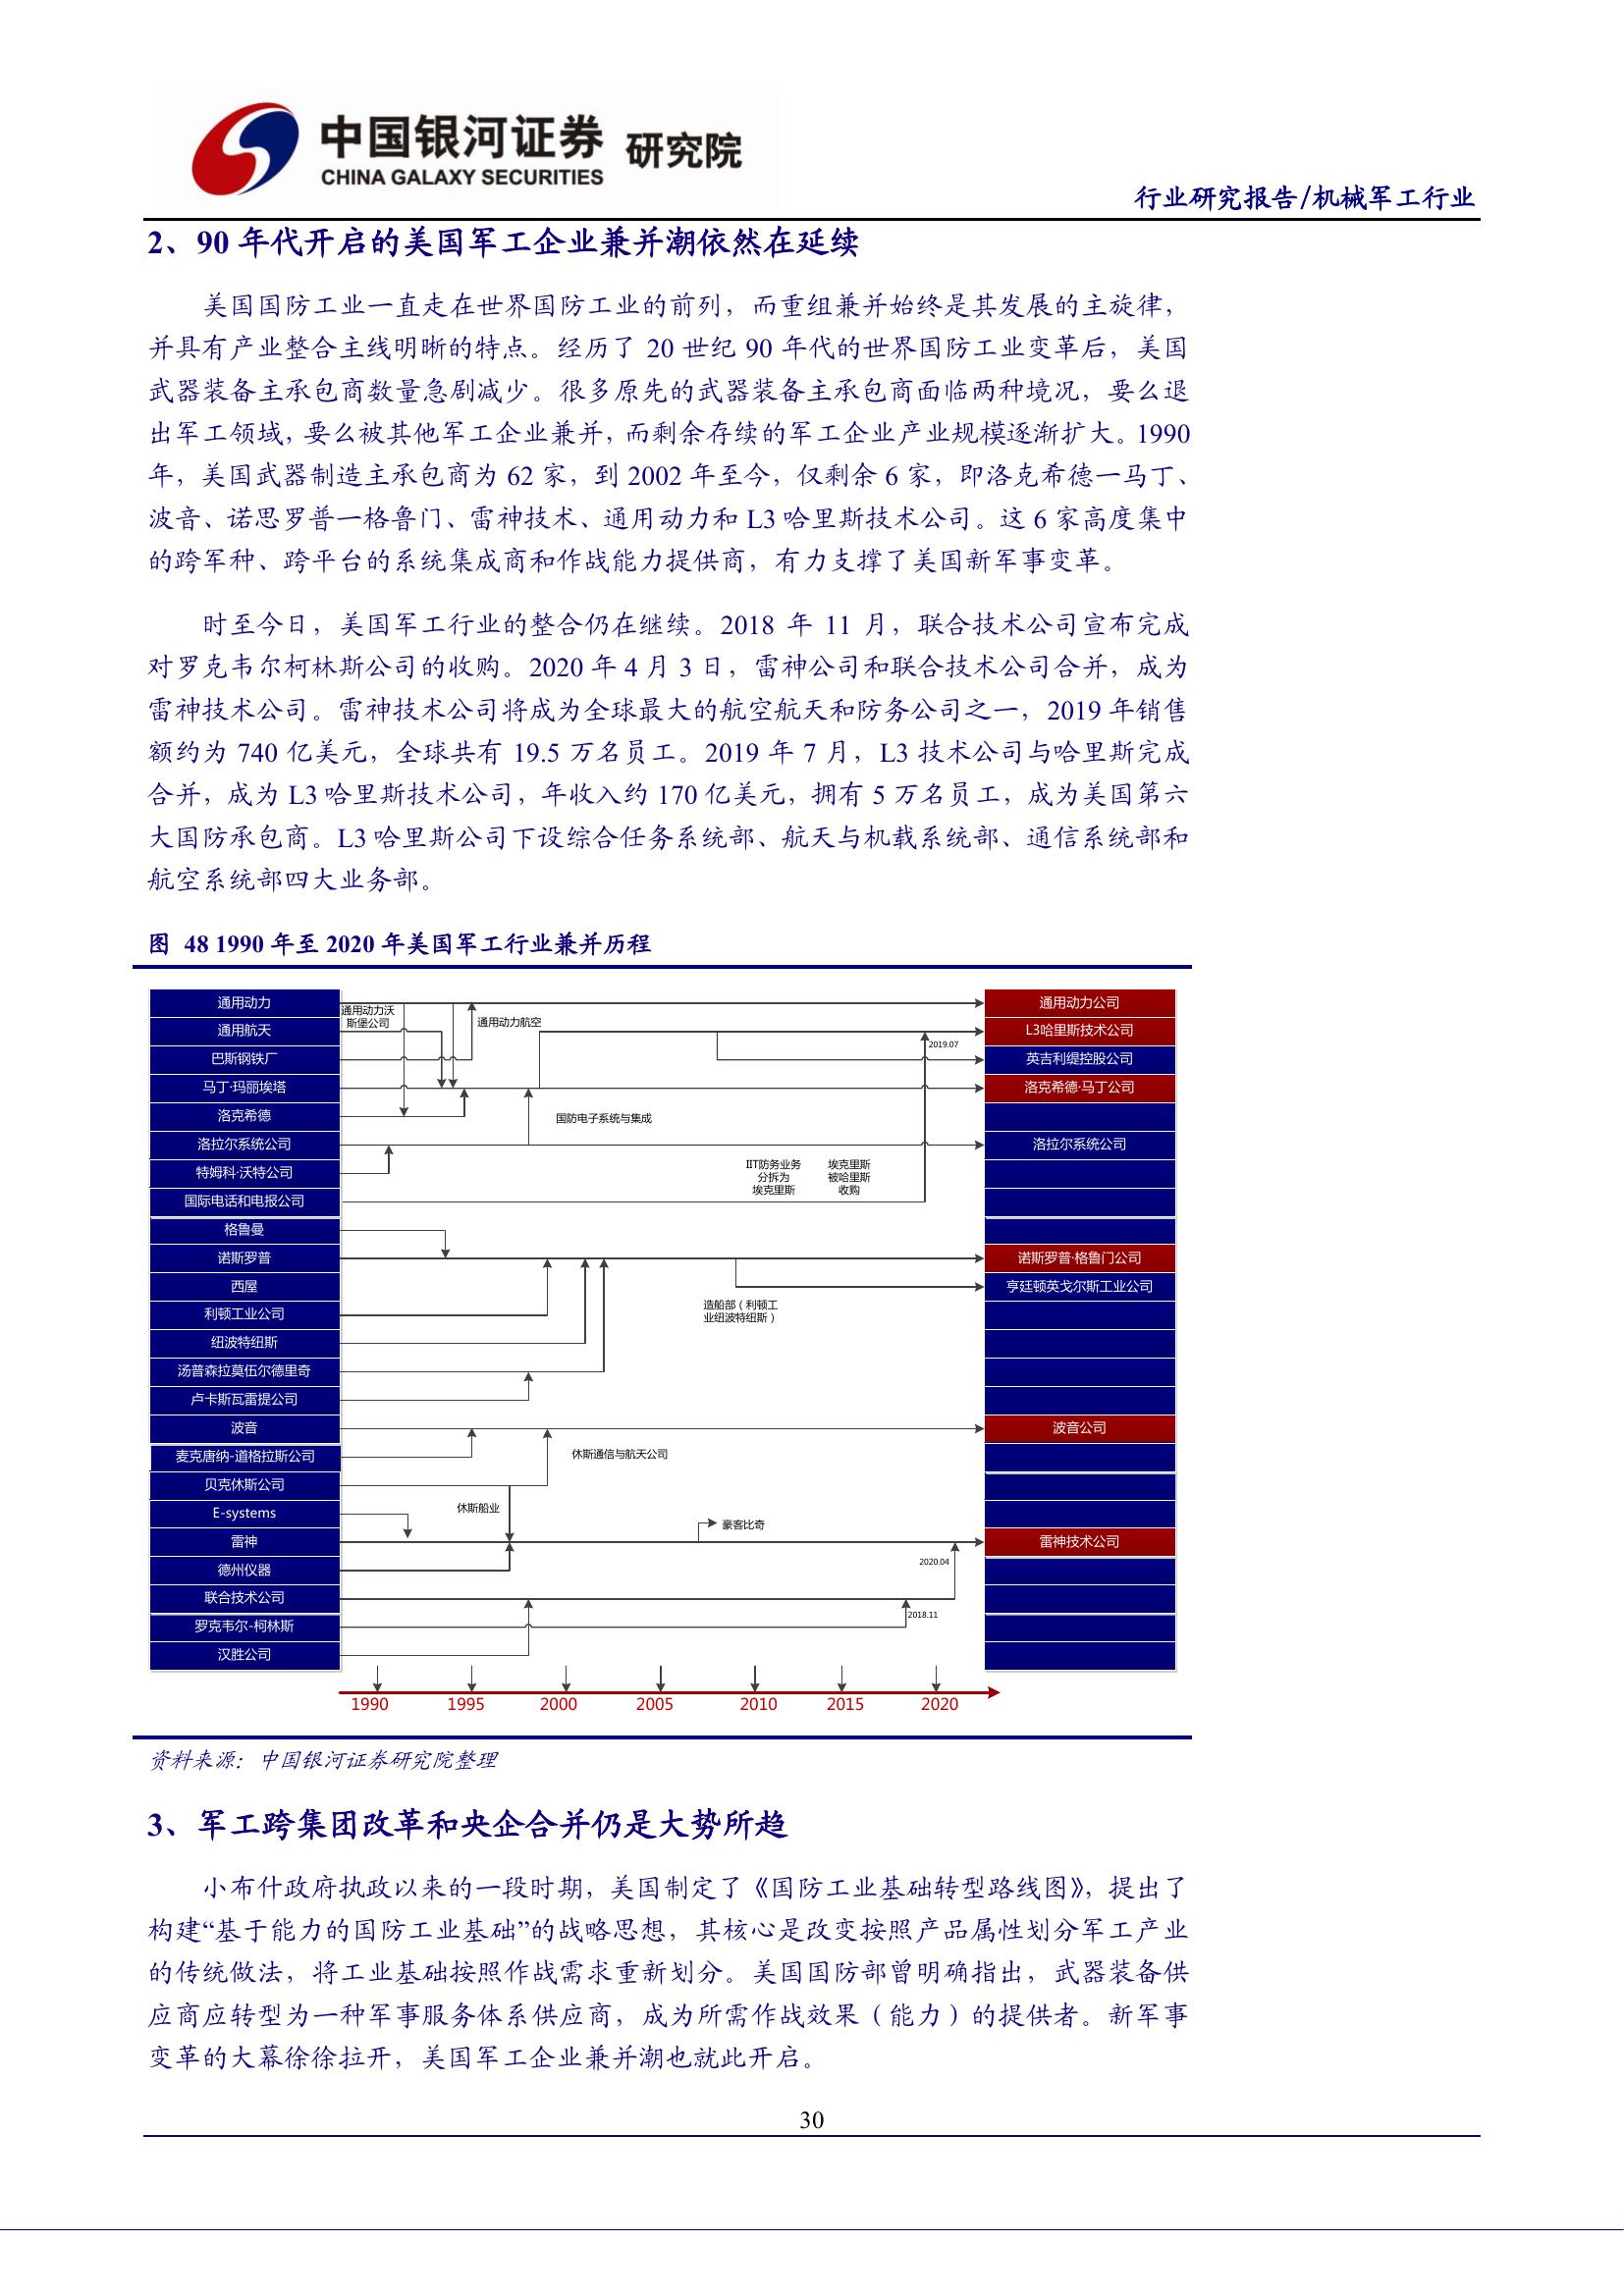 中国银河证券 研究院
CHINA GALAXY SECURITIES
行业研究报告/机械军工行业
2、90 年代开启的美国军工企业兼并潮依然在延续
美国国防工业一直走在世界国防工业的前列，而重组兼并始终是其发展的主旋律，
并具有产业整合主线明晰的特点。经历了 20 世纪 90 年代的世界国防工业变革后，美国
武器装备主承包商数量急剧减少。很多原先的武器装备主承包商面临两种境况，要么退
出军工领域，要么被其他军工企业兼并，而剩余存续的军工企业产业规模逐渐扩大。1990
年，美国武器制造主承包商为 62 家，到 2002 年至今，仅剩余 6 家，即洛克希德一马丁、
波音、诺思罗普一格鲁门、雷神技术、通用动力和 L3 哈里斯技术公司。这 6 家高度集中
的跨军种、跨平台的系统集成商和作战能力提供商，有力支撑了美国新军事变革。
时至今日，美国军工行业的整合仍在继续。2018 年 11 月，联合技术公司宣布完成
对罗克韦尔柯林斯公司的收购。2020 年 4 月 3 日，雷神公司和联合技术公司合并，成为
雷神技术公司。雷神技术公司将成为全球最大的航空航天和防务公司之一，2019 年销售
额约为 740 亿美元，全球共有 19.5 万名员工。2019 年 7 月，L3 技术公司与哈里斯完成
合并，成为 L3 哈里斯技术公司，年收入约 170 亿美元，拥有 5 万名员工，成为美国第六
大国防承包商。L3 哈里斯公司下设综合任务系统部、航天与机载系统部、通信系统部和
航空系统部四大业务部。
图 48 1990 年至 2020 年美国军工行业兼并历程
通用动力
通用航天
巴斯钢铁厂
马丁·玛丽埃塔
洛克希德
洛拉尔系统公司
特姆科·沃特公司
国际电话和电报公司
格鲁曼
诺斯罗普
西屋
利顿工业公司
纽波特纽斯
汤普森拉莫伍尔德里奇
卢卡斯瓦雷提公司
波音
麦克唐纳-道格拉斯公司
贝克休斯公司
E-systems
雷神
德州仪器
联合技术公司
罗克韦尔-柯林斯
汉胜公司
通用动力沃
斯堡公司
通用动力航空
2019.07
国防电子系统与集成
IIT防务业务
分拆为
埃克里斯
埃克里斯
被哈里斯
收购
造船部（利顿工
业纽波特纽斯）
休斯通信与航天公司
休斯船业
豪客比奇
2020.04
2018.11
通用动力公司
L3哈里斯技术公司
英吉利缇控股公司
洛克希德·马丁公司
洛拉尔系统公司
诺斯罗普·格鲁门公司
亨廷顿英戈尔斯工业公司
波音公司
雷神技术公司
1990 1995 2000 2005 2010 2015 2020
资料来源：中国银河证券研究院整理
3、军工跨集团改革和央企合并仍是大势所趋
小布什政府执政以来的一段时期，美国制定了《国防工业基础转型路线图》，提出了
构建“基于能力的国防工业基础”的战略思想，其核心是改变按照产品属性划分军工产业
的传统做法，将工业基础按照作战需求重新划分。美国国防部曾明确指出，武器装备供
应商应转型为一种军事服务体系供应商，成为所需作战效果（能力）的提供者。新军事
变革的大幕徐徐拉开，美国军工企业兼并潮也就此开启。
30